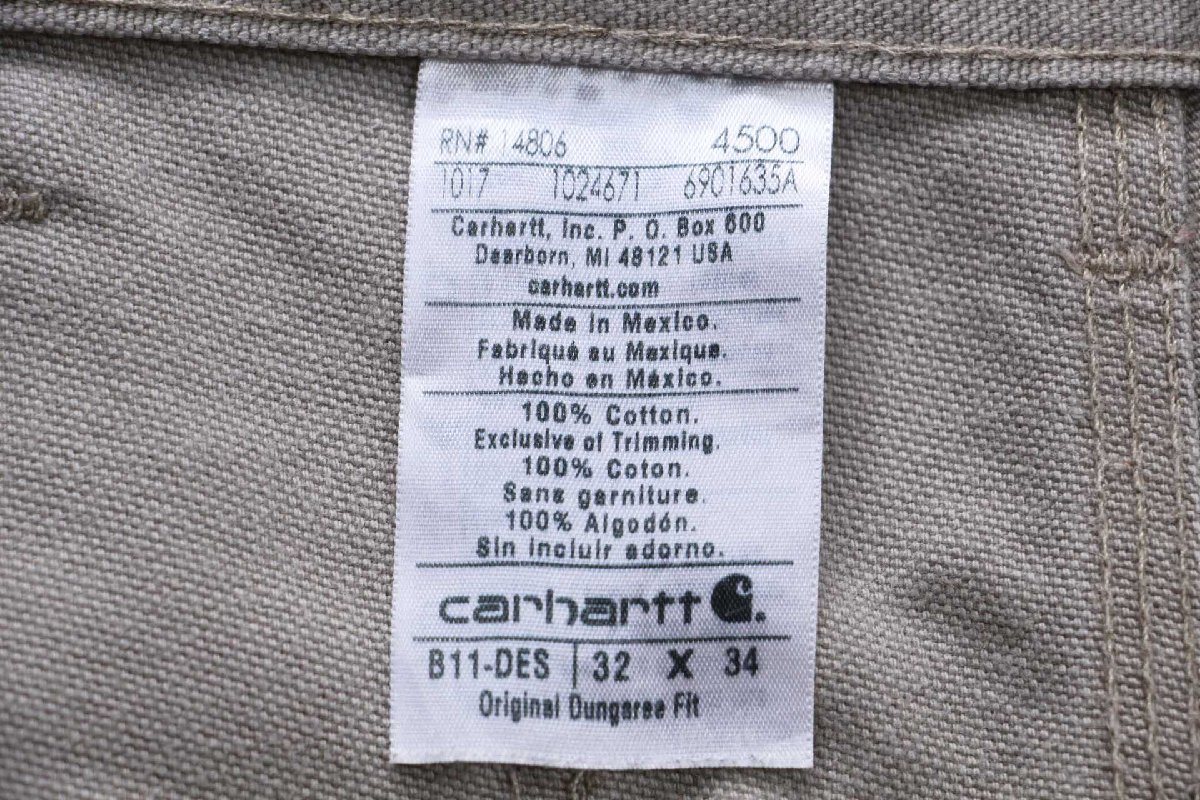 RN# 14806 4500
1017 1024671 6901635A
Carhartt, Inc. P. O. Box 600
Dearborn, MI 48121 USA
carhartt.com
Made in Mexico.
Fabriqué au Mexique.
Hecho en México.
100% Cotton.
Exclusive of Trimming.
100% Coton.
Sans garniture.
100% Algodón.
Sin incluir adorno.
carhartt
B11-DES 32 X 34
Original Dungaree Fit